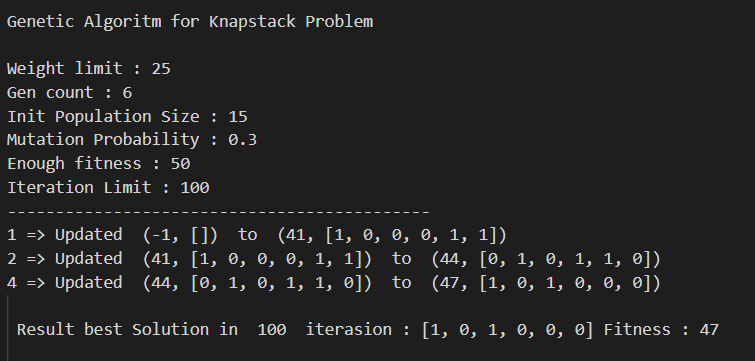 Genetic Algoritm for Knapstack Problem
Weight limit : 25
Gen count : 6
Init Population Size : 15
Mutation Probability : 0.3
Enough fitness : 50
Iteration Limit : 100
--------------------------------------------
1 => Updated  (-1, [])  to  (41, [1, 0, 0, 0, 1, 1])
2 => Updated  (41, [1, 0, 0, 0, 1, 1])  to  (44, [0, 1, 0, 1, 1, 0])
4 => Updated  (44, [0, 1, 0, 1, 1, 0])  to  (47, [1, 0, 1, 0, 0, 0])
Result best Solution in  100  iterasion : [1, 0, 1, 0, 0, 0] Fitness : 47